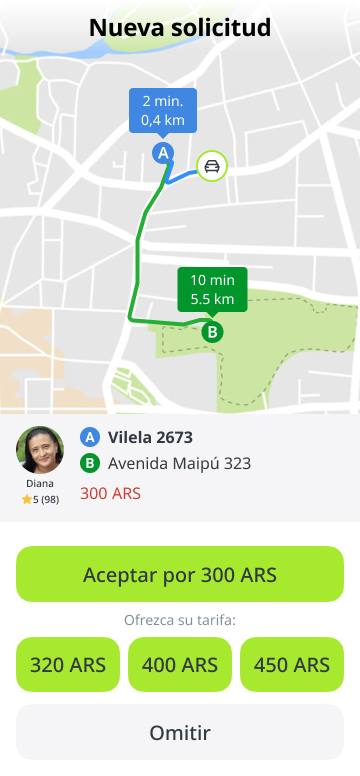 Nueva solicitud
2 min.
0,4 km
A
10 min
5.5 km
B
A Vilela 2673
B Avenida Maipú 323
Diana
5 (98)
300 ARS
Aceptar por 300 ARS
Ofrezca su tarifa:
320 ARS 400 ARS 450 ARS
Omitir